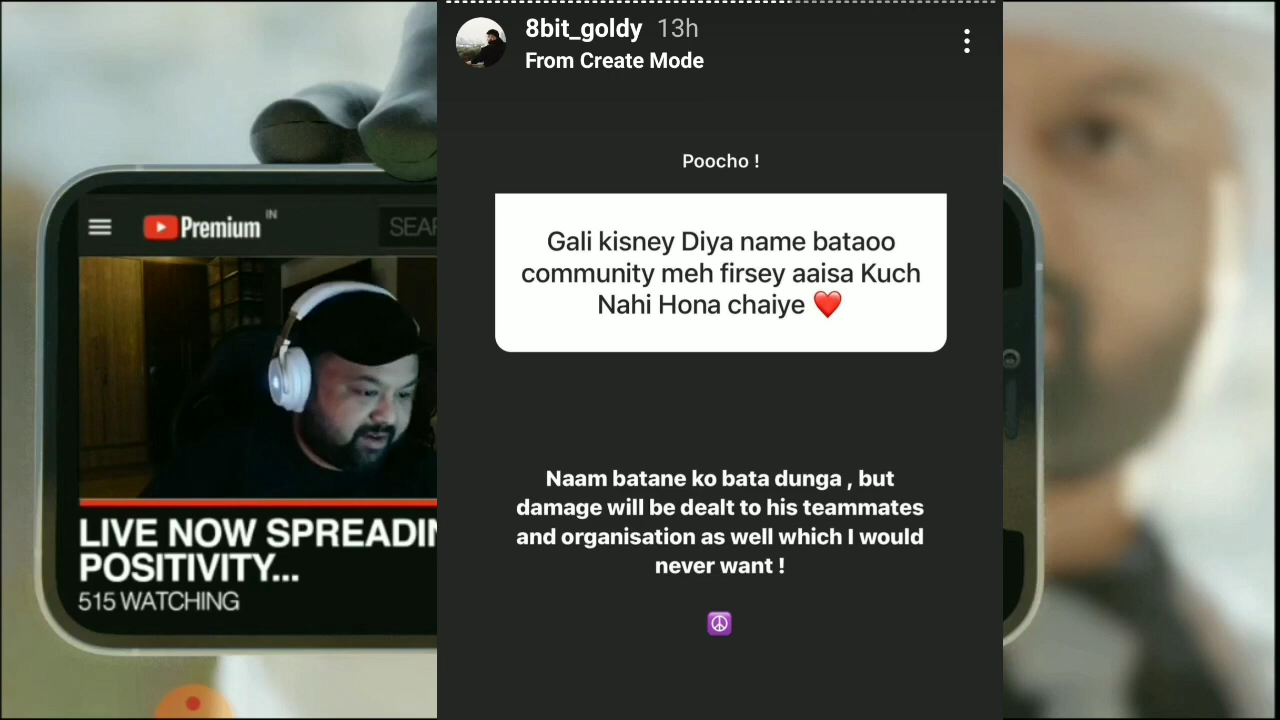 8bit_goldy 13h
From Create Mode
Poocho !
Gali kisney Diya name bataoo
community meh firsey aaisa Kuch
Nahi Hona chaiye ❤️
Naam batane ko bata dunga , but
damage will be dealt to his teammates
and organisation as well which I would
never want !
☮️
Premium IN
SEAR
LIVE NOW SPREADIN
POSITIVITY...
515 WATCHING